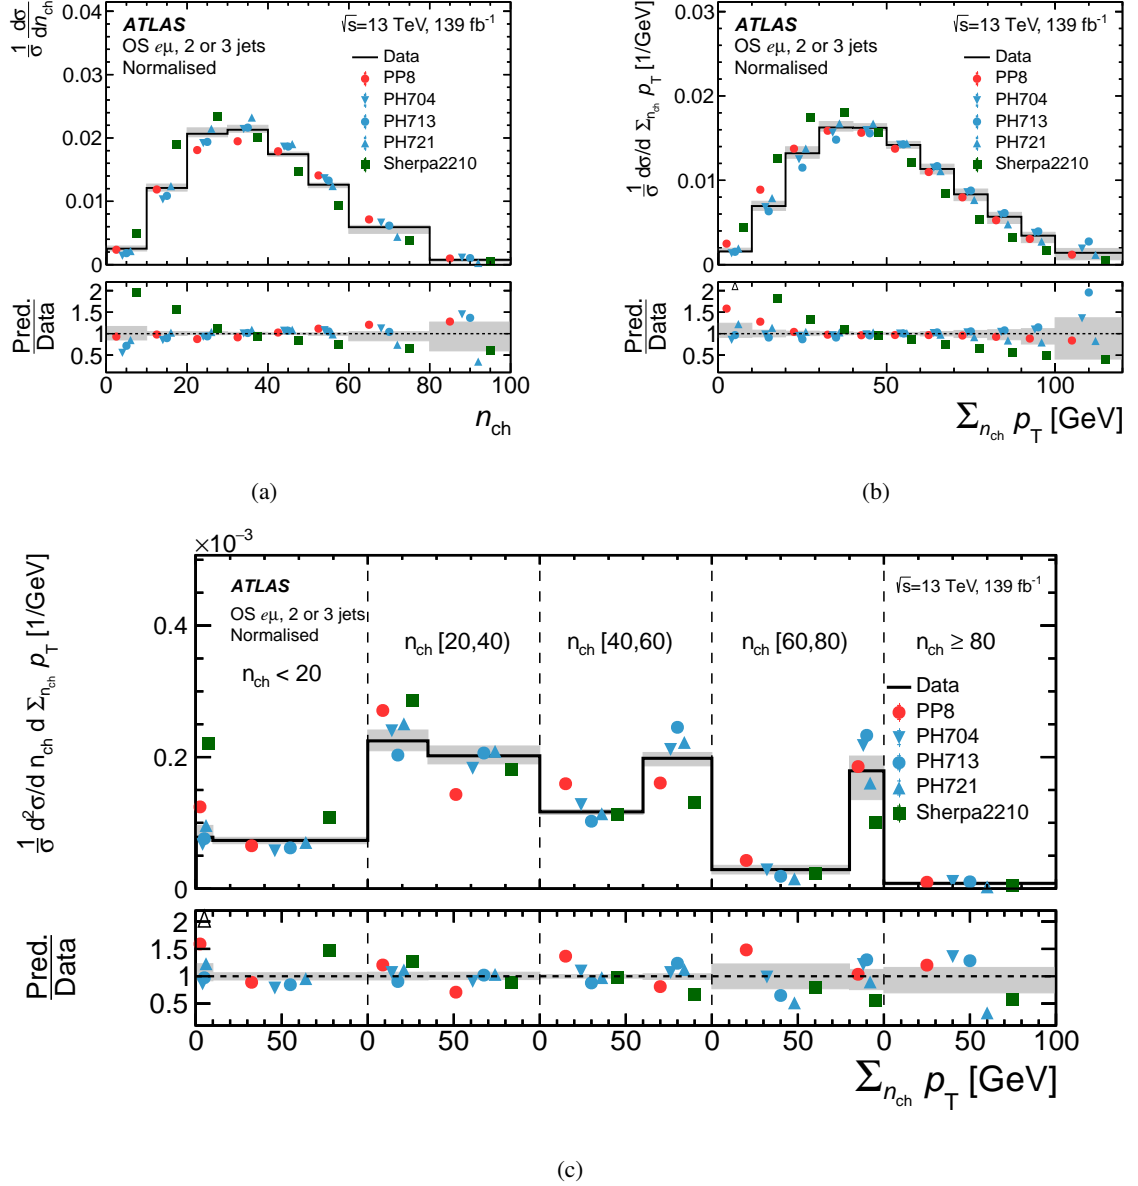 1/σ dσ/dn_ch
0.04
0.03
0.02
0.01
0
ATLAS
OS eμ, 2 or 3 jets
Normalised
√s=13 TeV, 139 fb⁻¹
Data
PP8
PH704
PH713
PH721
Sherpa2210
Pred.
Data
2
1.5
1
0.5
0 20 40 60 80 100
n_ch
(a)
1/σ dσ/d Σ_{n_ch} p_T [1/GeV]
0.03
0.02
0.01
0
ATLAS
OS eμ, 2 or 3 jets
Normalised
√s=13 TeV, 139 fb⁻¹
Data
PP8
PH704
PH713
PH721
Sherpa2210
Pred.
Data
2
1.5
1
0.5
0 50 100
Σ_{n_ch} p_T [GeV]
(b)
1/σ d²σ/d n_ch d Σ_{n_ch} p_T [1/GeV]
×10⁻³
0.4
0.2
0
ATLAS
OS eμ, 2 or 3 jets
Normalised
√s=13 TeV, 139 fb⁻¹
n_ch < 20
n_ch [20,40)
n_ch [40,60)
n_ch [60,80)
n_ch ≥ 80
Data
PP8
PH704
PH713
PH721
Sherpa2210
Pred.
Data
2
1.5
1
0.5
0 50 0 50 0 50 0 50 0 50 100
Σ_{n_ch} p_T [GeV]
(c)